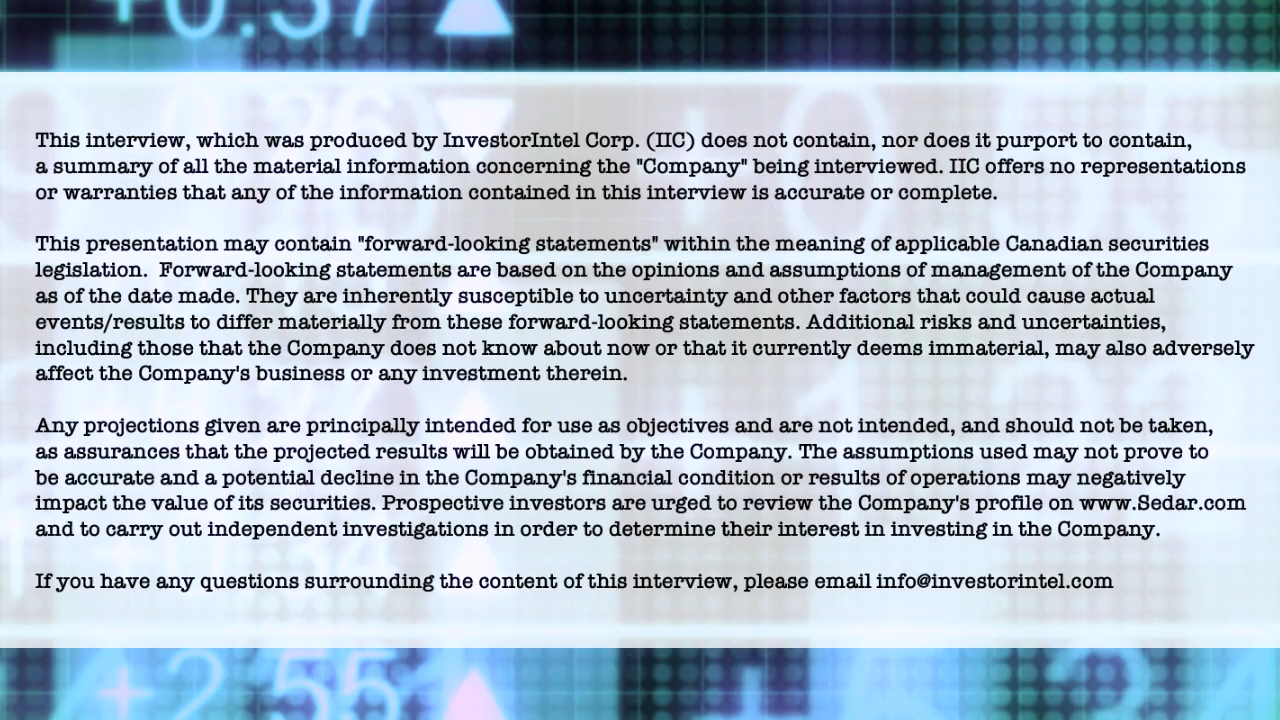 +0.37
This interview, which was produced by InvestorIntel Corp. (IIC) does not contain, nor does it purport to contain,
a summary of all the material information concerning the "Company" being interviewed. IIC offers no representations
or warranties that any of the information contained in this interview is accurate or complete.
This presentation may contain "forward-looking statements" within the meaning of applicable Canadian securities
legislation.  Forward-looking statements are based on the opinions and assumptions of management of the Company
as of the date made. They are inherently susceptible to uncertainty and other factors that could cause actual
events/results to differ materially from these forward-looking statements. Additional risks and uncertainties,
including those that the Company does not know about now or that it currently deems immaterial, may also adversely
affect the Company's business or any investment therein.
Any projections given are principally intended for use as objectives and are not intended, and should not be taken,
as assurances that the projected results will be obtained by the Company. The assumptions used may not prove to
be accurate and a potential decline in the Company's financial condition or results of operations may negatively
impact the value of its securities. Prospective investors are urged to review the Company's profile on www.Sedar.com
and to carry out independent investigations in order to determine their interest in investing in the Company.
If you have any questions surrounding the content of this interview, please email info@investorintel.com
+2.55